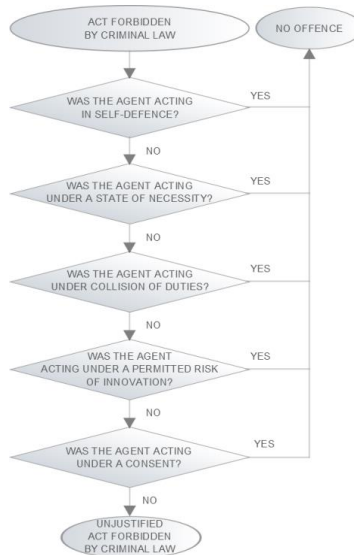 ACT FORBIDDEN
BY CRIMINAL LAW
NO OFFENCE
WAS THE AGENT ACTING
IN SELF-DEFENCE?
YES
NO
WAS THE AGENT ACTING
UNDER A STATE OF NECESSITY?
YES
NO
WAS THE AGENT ACTING
UNDER COLLISION OF DUTIES?
YES
NO
WAS THE AGENT
ACTING UNDER A PERMITTED RISK
OF INNOVATION?
YES
NO
WAS THE AGENT ACTING
UNDER A CONSENT?
YES
NO
UNJUSTIFIED
ACT FORBIDDEN
BY CRIMINAL LAW